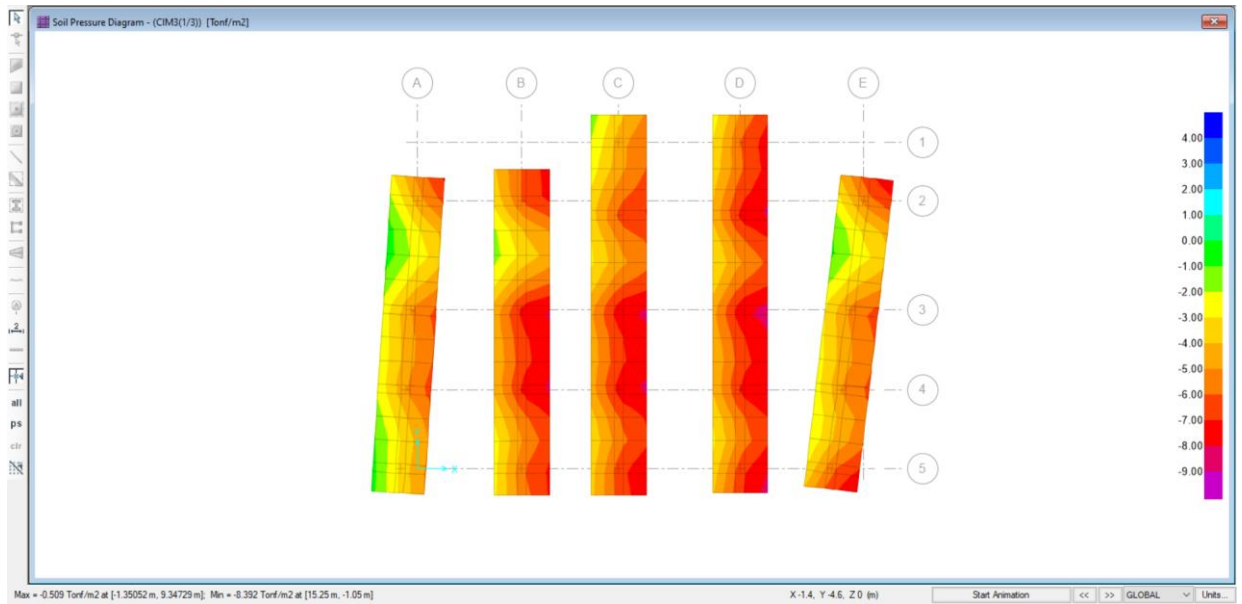 Soil Pressure Diagram - (CIM3(1/3)) [Tonf/m2]
A B C D E
1
2
3
4
5
4.00
3.00
2.00
1.00
0.00
-1.00
-2.00
-3.00
-4.00
-5.00
-6.00
-7.00
-8.00
-9.00
2
all
ps
clr
Max = -0.509 Tonf/m2 at [-1.35052 m, 9.34729 m]; Min = -8.392 Tonf/m2 at [15.25 m, -1.05 m]
X -1.4, Y -4.6, Z 0 (m)
Start Animation
<< >>
GLOBAL
Units...